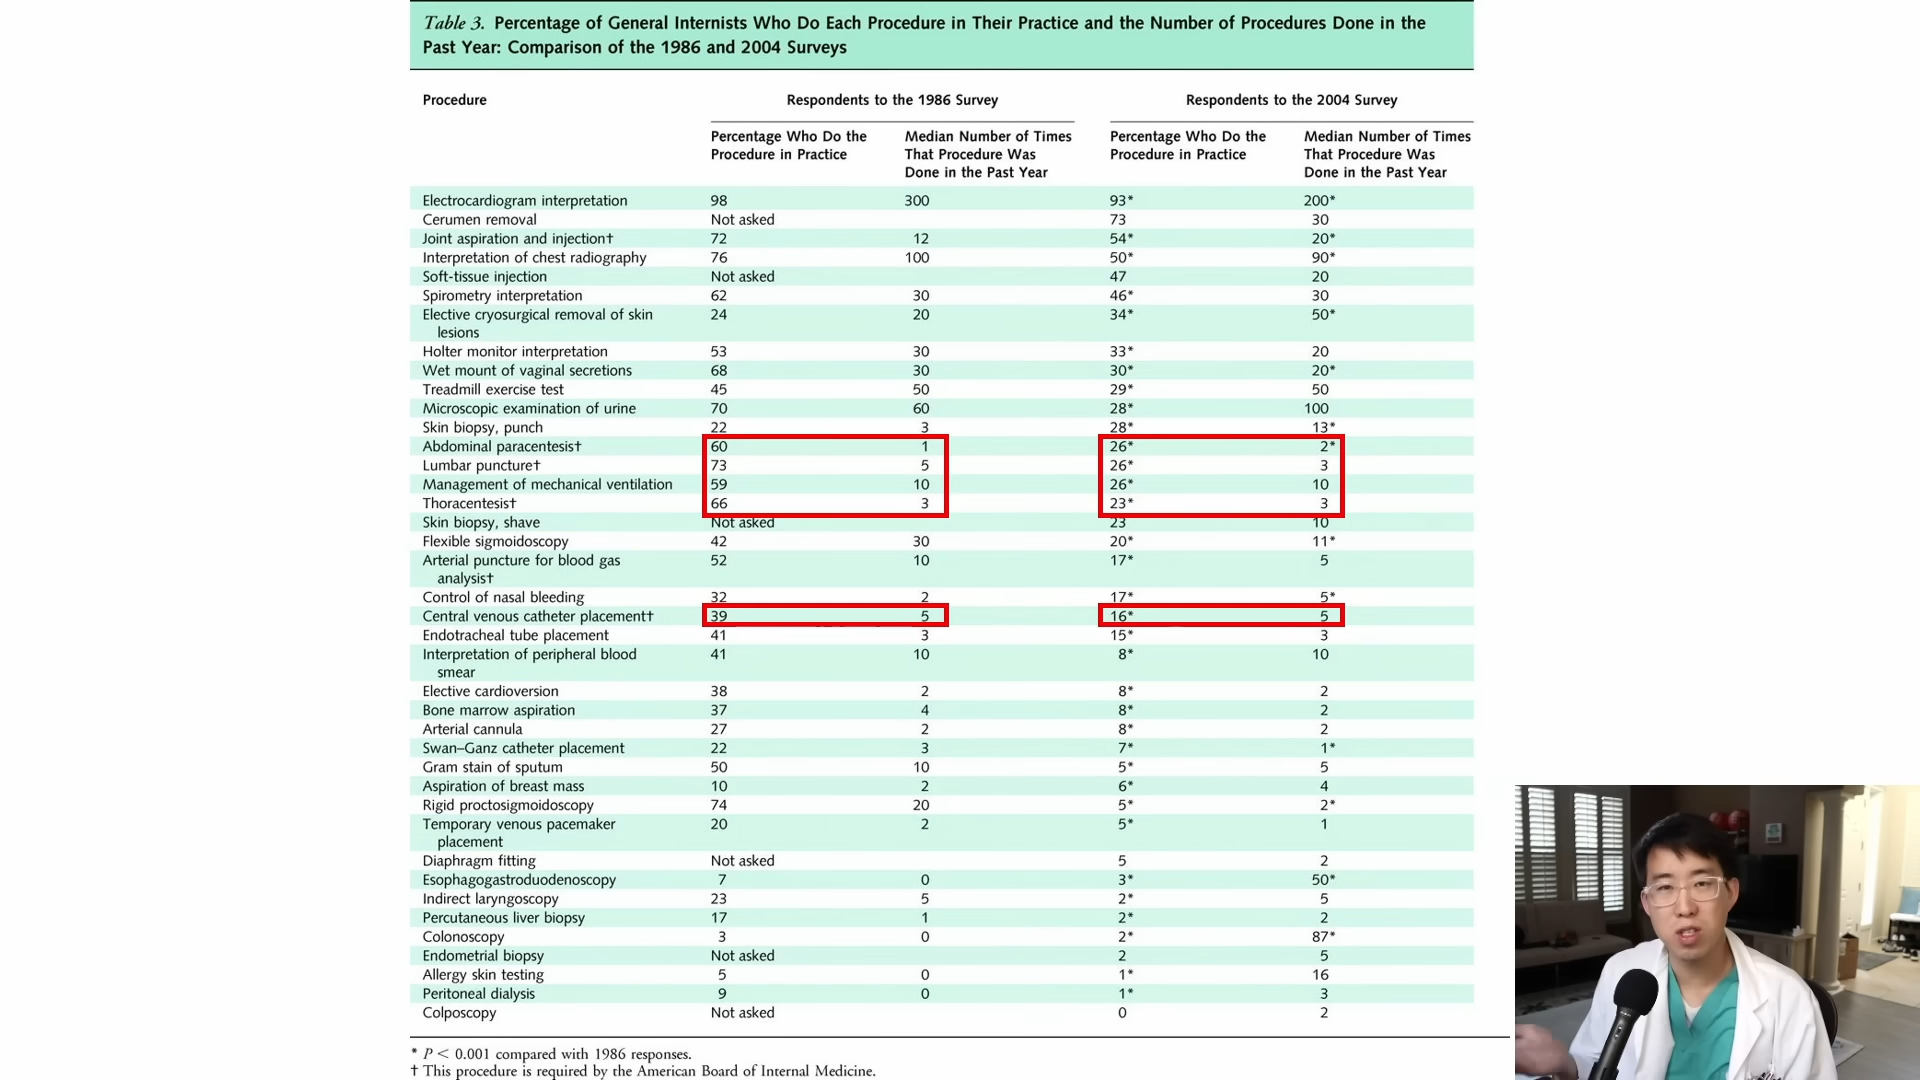 Table 3. Percentage of General Internists Who Do Each Procedure in Their Practice and the Number of Procedures Done in the
Past Year: Comparison of the 1986 and 2004 Surveys
Procedure Respondents to the 1986 Survey Respondents to the 2004 Survey
Percentage Who Do the Median Number of Times Percentage Who Do the Median Number of Times
Procedure in Practice That Procedure Was Procedure in Practice That Procedure Was
Done in the Past Year Done in the Past Year
Electrocardiogram interpretation 98 300 93* 200*
Cerumen removal Not asked 73 30
Joint aspiration and injection† 72 12 54* 20*
Interpretation of chest radiography 76 100 50* 90*
Soft-tissue injection Not asked 47 20
Spirometry interpretation 62 30 46* 30
Elective cryosurgical removal of skin 24 20 34* 50*
lesions
Holter monitor interpretation 53 30 33* 20
Wet mount of vaginal secretions 68 30 30* 20*
Treadmill exercise test 45 50 29* 50
Microscopic examination of urine 70 60 28* 100
Skin biopsy, punch 22 3 28* 13*
Abdominal paracentesis† 60 1 26* 2*
Lumbar puncture† 73 5 26* 3
Management of mechanical ventilation 59 10 26* 10
Thoracentesis† 66 3 23* 3
Skin biopsy, shave Not asked 23 10
Flexible sigmoidoscopy 42 30 20* 11*
Arterial puncture for blood gas 52 10 17* 5
analysis†
Control of nasal bleeding 32 2 17* 5*
Central venous catheter placement† 39 5 16* 5
Endotracheal tube placement 41 3 15* 3
Interpretation of peripheral blood 41 10 8* 10
smear
Elective cardioversion 38 2 8* 2
Bone marrow aspiration 37 4 8* 2
Arterial cannula 27 2 8* 2
Swan–Ganz catheter placement 22 3 7* 1*
Gram stain of sputum 50 10 5* 5
Aspiration of breast mass 10 2 6* 4
Rigid proctosigmoidoscopy 74 20 5* 2*
Temporary venous pacemaker 20 2 5* 1
placement
Diaphragm fitting Not asked 5 2
Esophagogastroduodenoscopy 7 0 3* 50*
Indirect laryngoscopy 23 5 2* 5
Percutaneous liver biopsy 17 1 2* 2
Colonoscopy 3 0 2* 87*
Endometrial biopsy Not asked 2 5
Allergy skin testing 5 0 1* 16
Peritoneal dialysis 9 0 1* 3
Colposcopy Not asked 0 2
* P < 0.001 compared with 1986 responses.
† This procedure is required by the American Board of Internal Medicine.